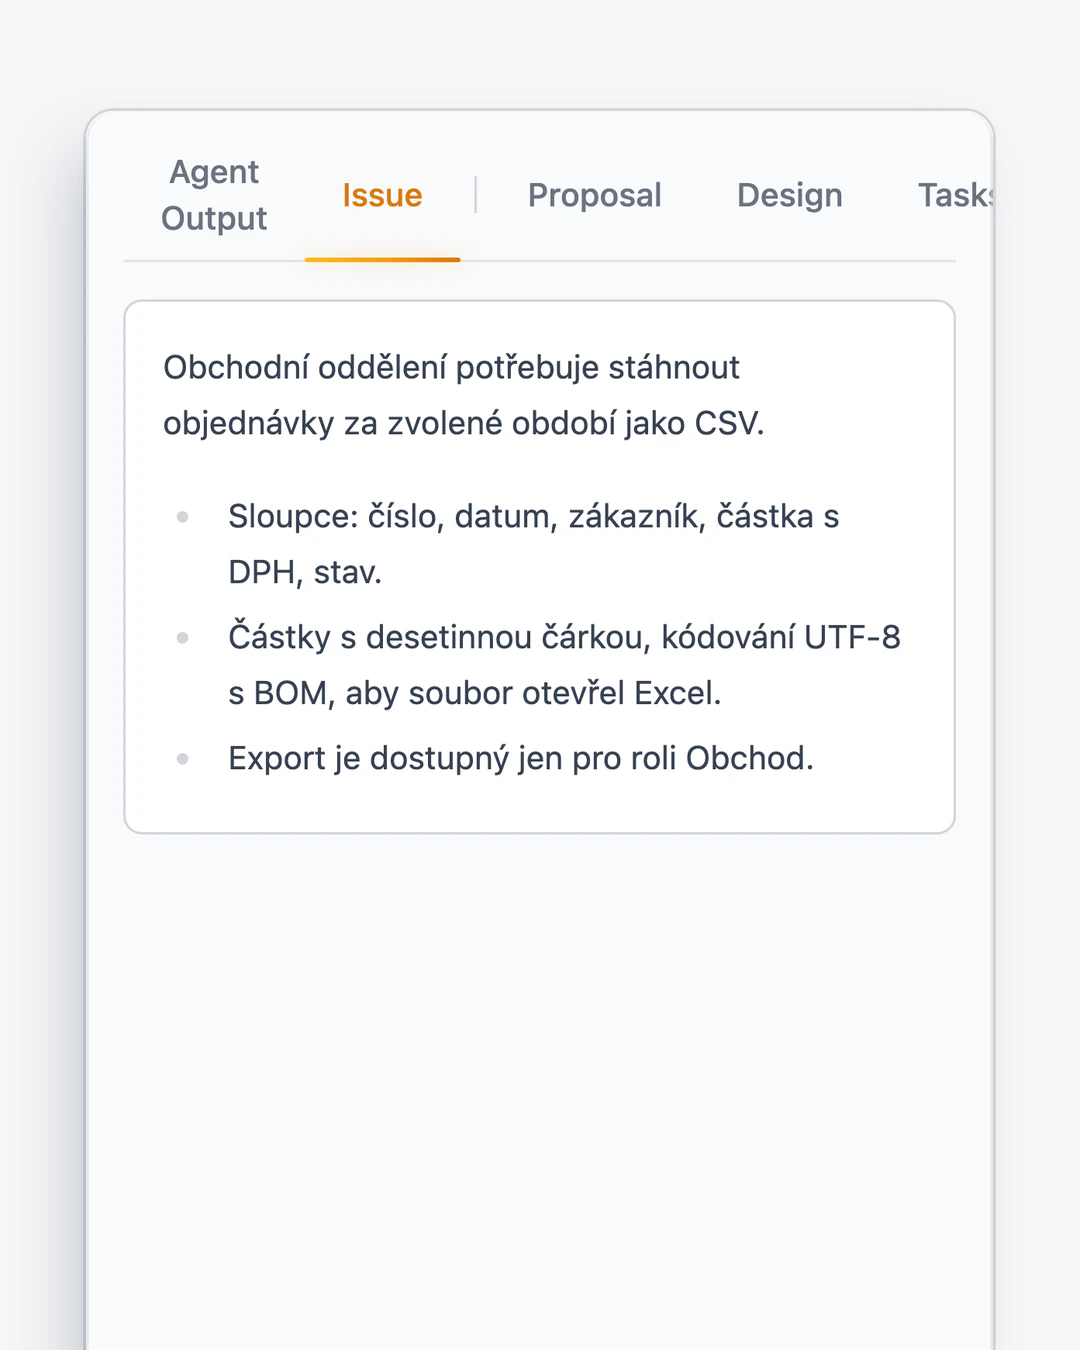 Agent
Output
Issue
Proposal
Design
Tasks
Obchodní oddělení potřebuje stáhnout
objednávky za zvolené období jako CSV.
Sloupce: číslo, datum, zákazník, částka s
DPH, stav.
Částky s desetinnou čárkou, kódování UTF-8
s BOM, aby soubor otevřel Excel.
Export je dostupný jen pro roli Obchod.